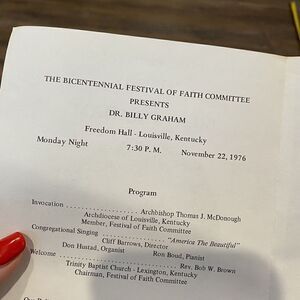 THE BICENTENNIAL FESTIVAL OF FAITH COMMITTEE
PRESENTS
DR. BILLY GRAHAM
Freedom Hall - Louisville, Kentucky
Monday Night 7:30 P. M. November 22, 1976
Program
Invocation Archbishop Thomas J. McDonough
Archdiocese of Louisville, Kentucky
Member, Festival of Faith Committee
Congregational Singing "America The Beautiful"
Cliff Barrows, Director
Don Hustad, Organist Ron Boud, Pianist
Welcome Rev. Bob W. Brown
Trinity Baptist Church - Lexington, Kentucky
Chairman, Festival of Faith Committee